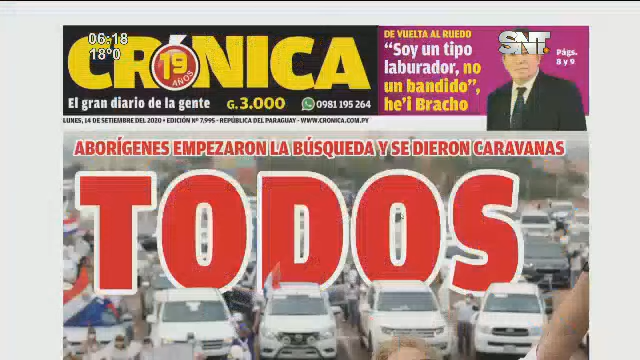 06:18
18°0
CRÓNICA
19
AÑOS
El gran diario de la gente
G.3.000
0981 195 264
LUNES, 14 DE SETIEMBRE DEL 2020 • EDICIÓN Nº 7,995 - REPÚBLICA DEL PARAGUAY - WWW.CRONICA.COM.PY
DE VUELTA AL RUEDO
"Soy un tipo
laburador, no
un bandido",
he'i Bracho
SNT
Págs.
8 y 9
ABORÍGENES EMPEZARON LA BÚSQUEDA Y SE DIERON CARAVANAS
TODOS